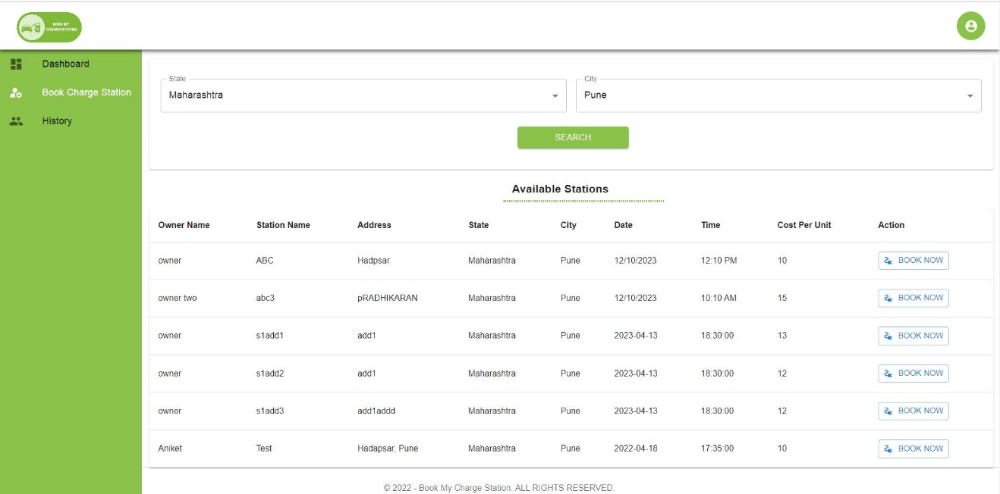 BOOK MY
CHARGE STATION
Dashboard
Book Charge Station
History
State
Maharashtra
City
Pune
SEARCH
Available Stations
Owner Name Station Name Address State City Date Time Cost Per Unit Action
owner ABC Hadpsar Maharashtra Pune 12/10/2023 12:10 PM 10 BOOK NOW
owner two abc3 pRADHIKARAN Maharashtra Pune 12/10/2023 10:10 AM 15 BOOK NOW
owner s1add1 add1 Maharashtra Pune 2023-04-13 18:30:00 13 BOOK NOW
owner s1add2 add1 Maharashtra Pune 2023-04-13 18:30:00 12 BOOK NOW
owner s1add3 add1addd Maharashtra Pune 2023-04-13 18:30:00 12 BOOK NOW
Aniket Test Hadapsar, Pune Maharashtra Pune 2022-04-18 17:35:00 10 BOOK NOW
© 2022 - Book My Charge Station. ALL RIGHTS RESERVED.